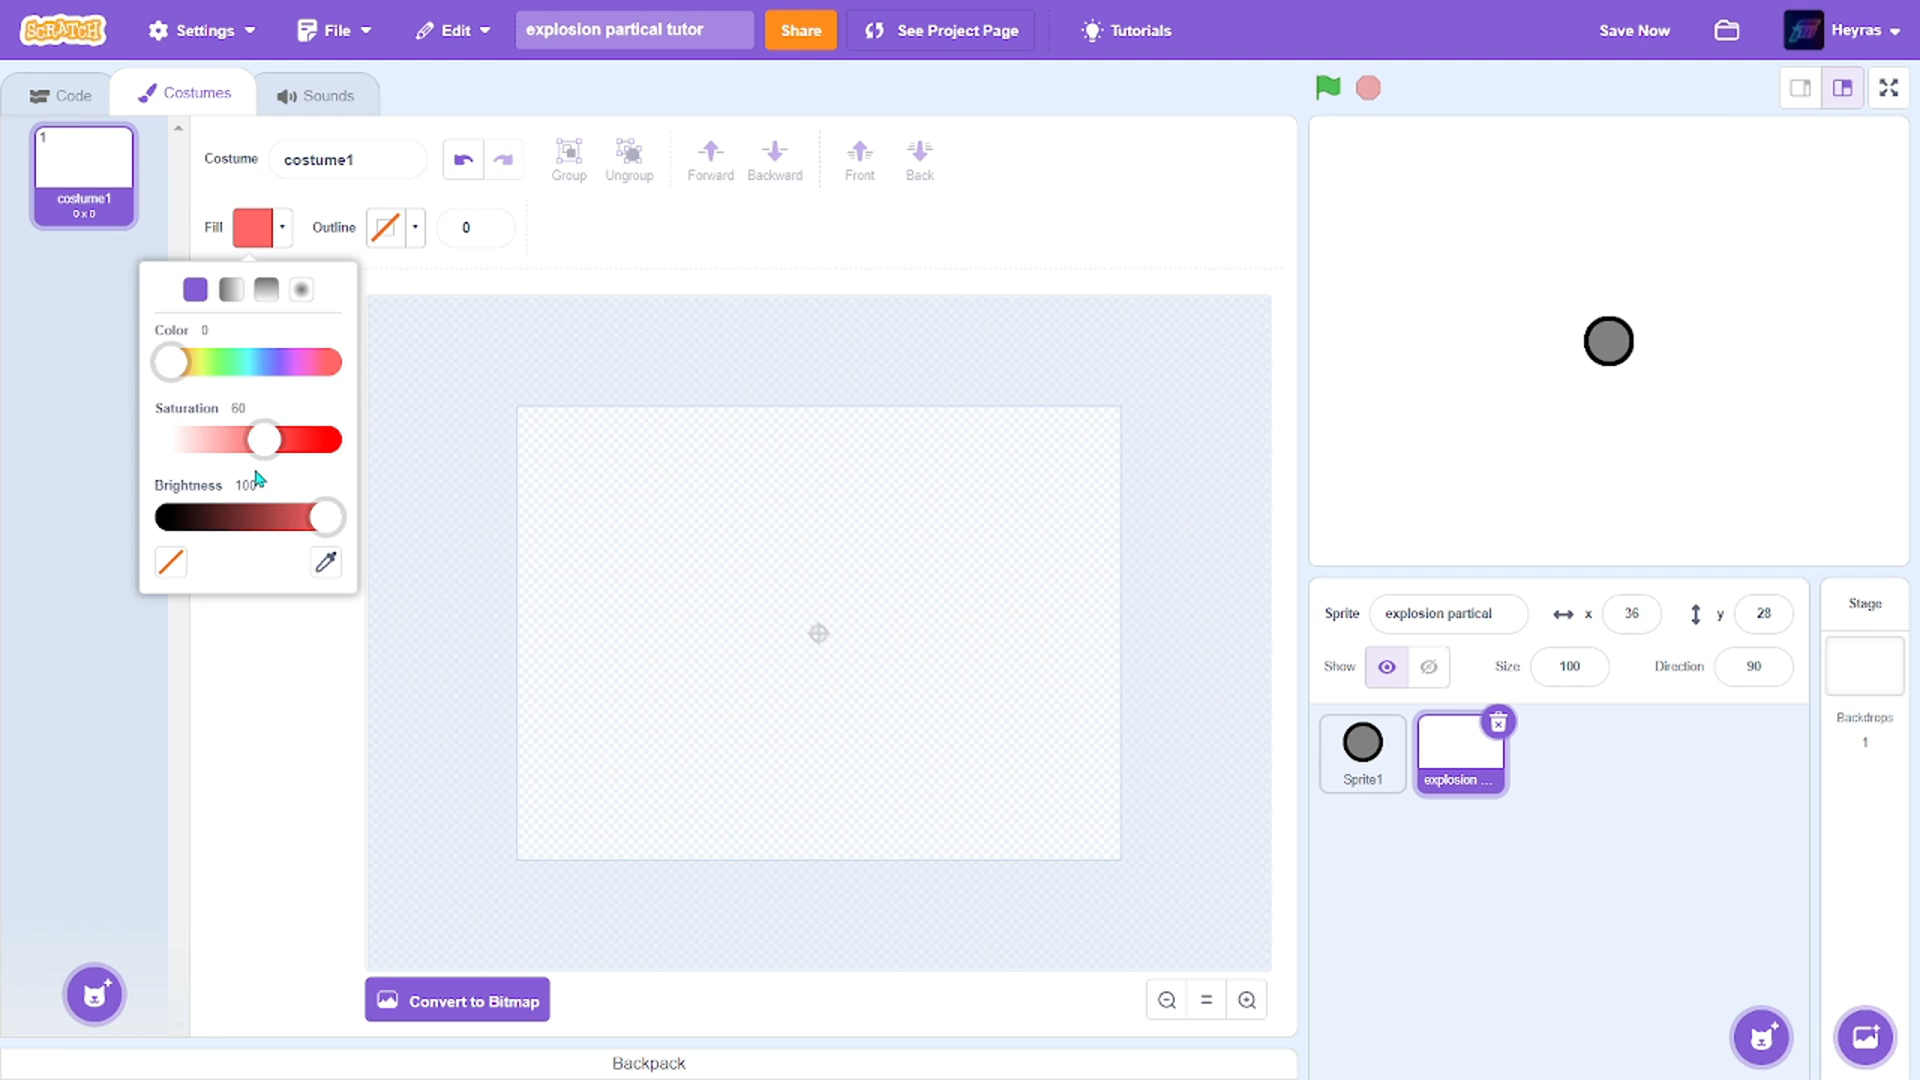 SCRATCH
Settings
File
Edit
explosion partical tutor
Share
See Project Page
Tutorials
Save Now
Heyras
Code
Costumes
Sounds
1
costume1
0 x 0
Costume
costume1
Group
Ungroup
Forward
Backward
Front
Back
Fill
Outline
0
Color 0
Saturation 60
Brightness 100
Convert to Bitmap
Backpack
Sprite
explosion partical
x
36
y
28
Show
Size
100
Direction
90
Sprite1
explosion ...
Stage
Backdrops
1